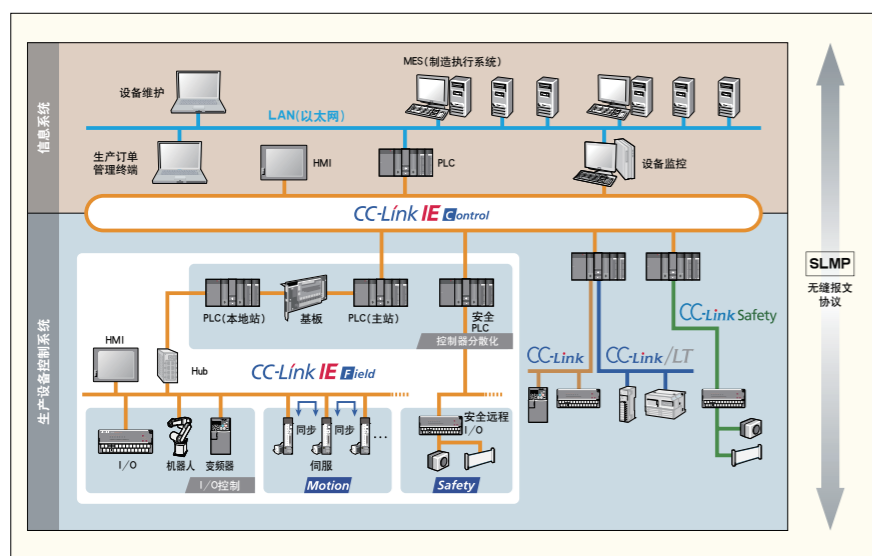 信息系统
MES(制造执行系统)
设备维护
LAN(以太网)
生产订单
管理终端
HMI
PLC
设备监控
CC-Link IE Control
SLMP
无缝报文
协议
生产设备控制系统
PLC(本地站)
基板
PLC(主站)
安全
PLC
控制器分散化
CC-Link Safety
HMI
Hub
CC-Link IE Field
CC-Link
CC-Link/LT
I/O
机器人
变频器
I/O控制
同步
同步
...
伺服
Motion
安全远程
I/O
Safety